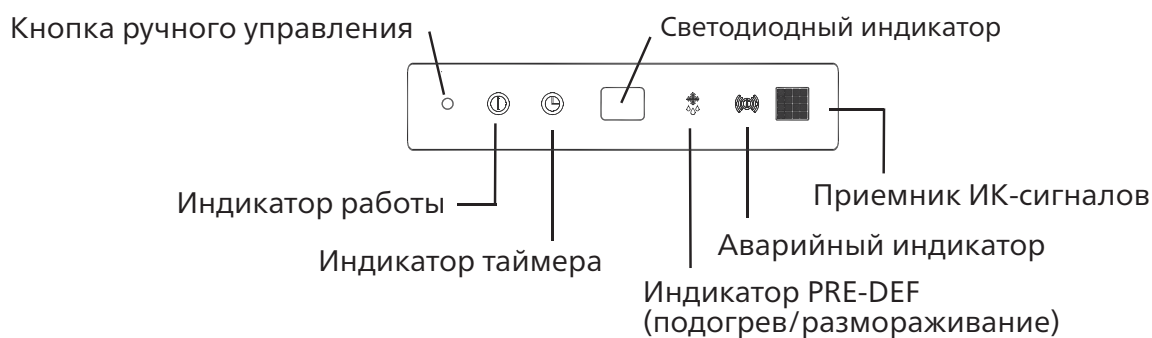 Кнопка ручного управления
Светодиодный индикатор
Индикатор работы
Приемник ИК-сигналов
Индикатор таймера
Аварийный индикатор
Индикатор PRE-DEF
(подогрев/размораживание)